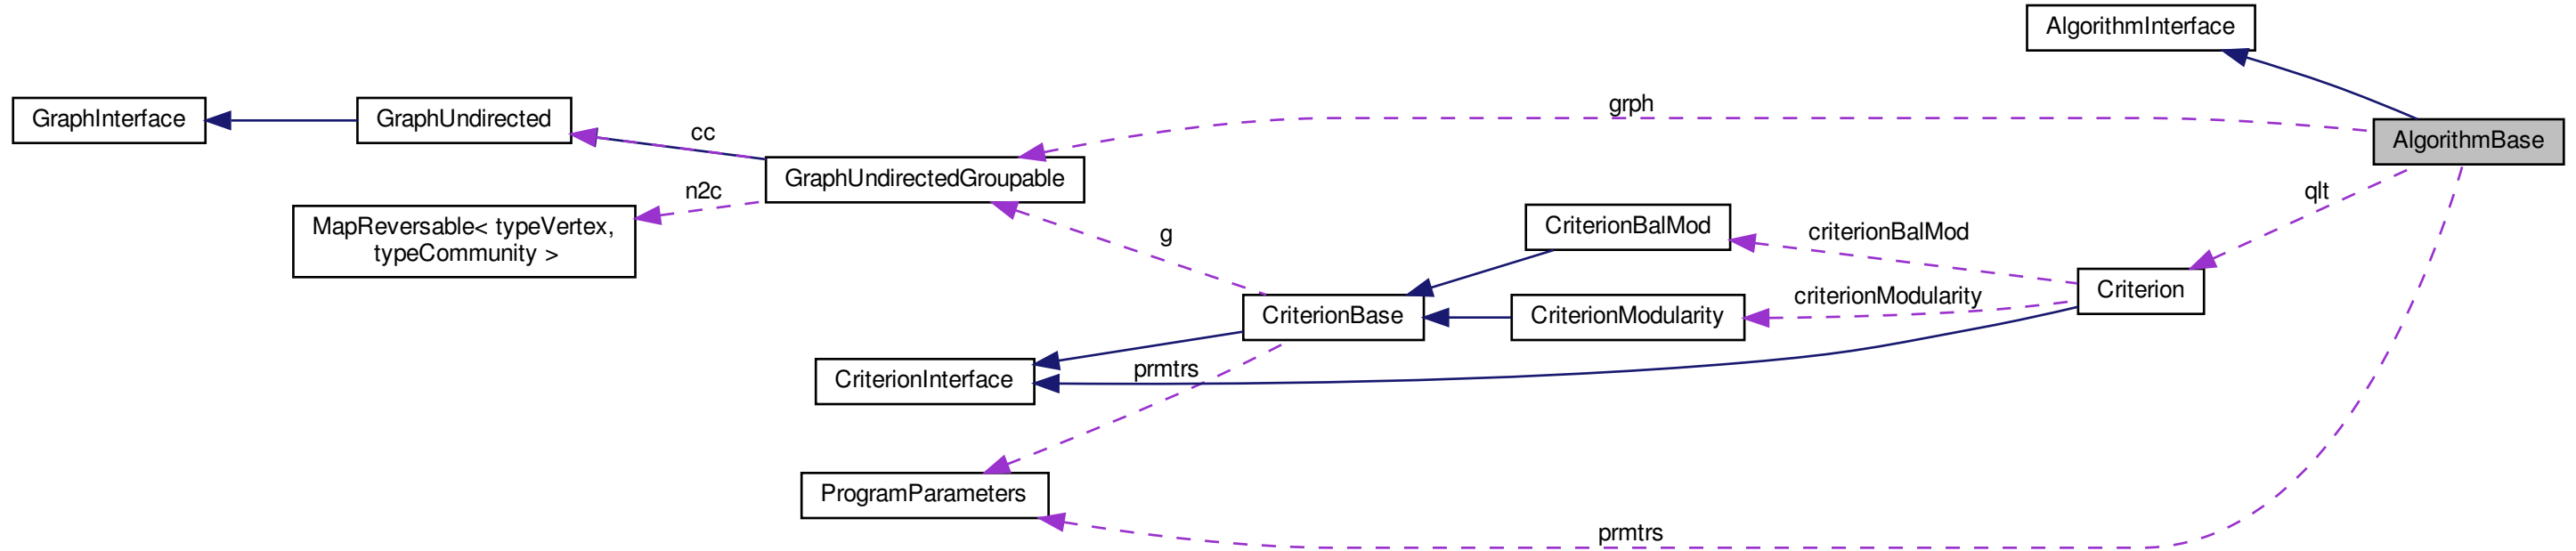 AlgorithmInterface
grph
GraphInterface
GraphUndirected
cc
AlgorithmBase
GraphUndirectedGroupable
n2c
qlt
MapReversable< typeVertex,
typeCommunity >
g
CriterionBalMod
criterionBalMod
Criterion
criterionModularity
CriterionBase
CriterionModularity
CriterionInterface
prmtrs
ProgramParameters
prmtrs